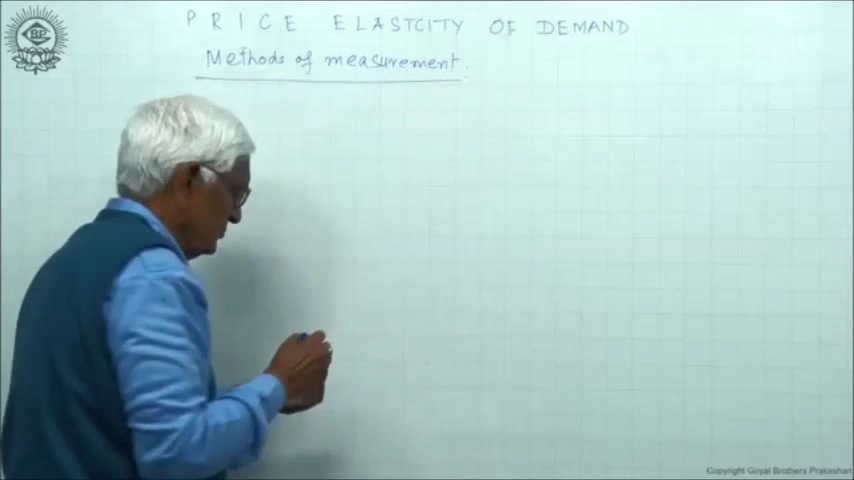 PRICE ELASTCITY OF DEMAND
Methods of measurement.
Copyright Goyal Brothers Prakashan